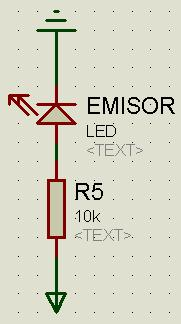 EMISOR
LED
<TEXT>
R5
10k
<TEXT>